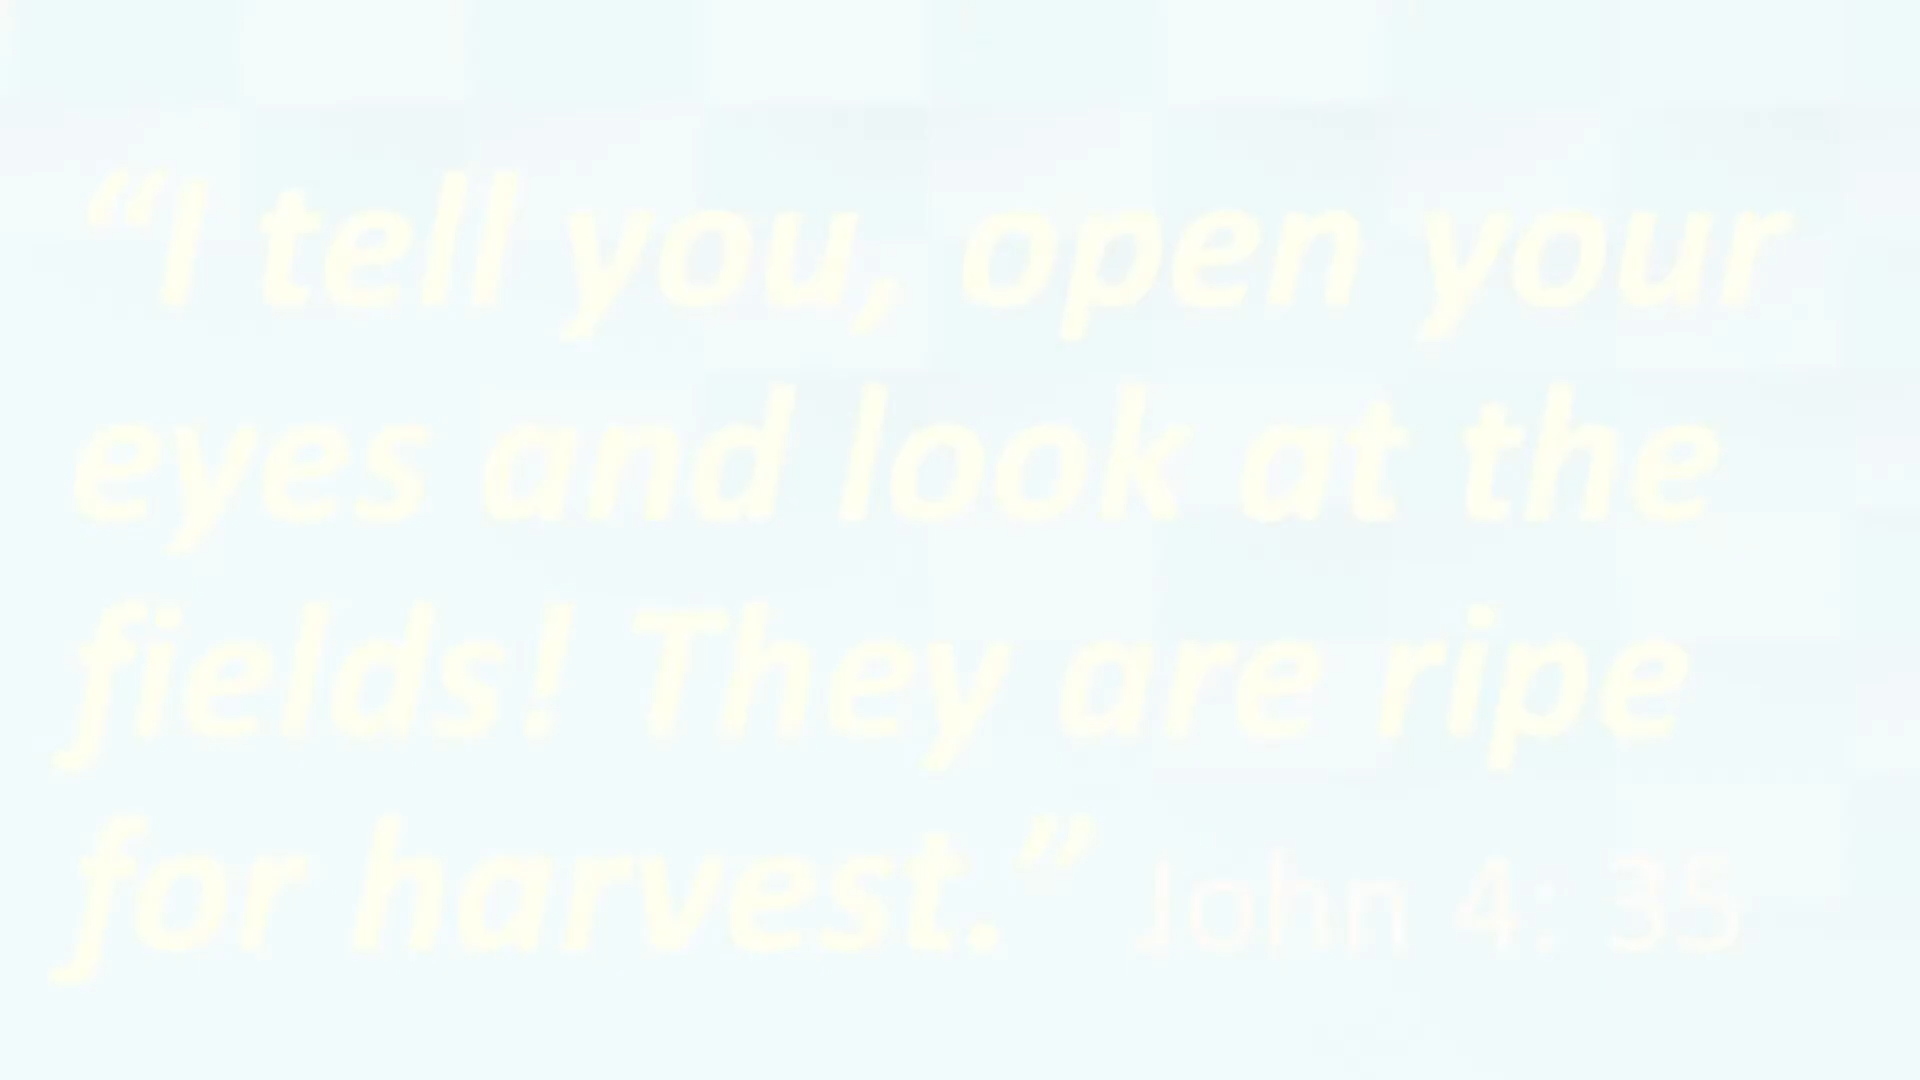 “I tell you, open your
eyes and look at the
fields! They are ripe
for harvest.” John 4: 35